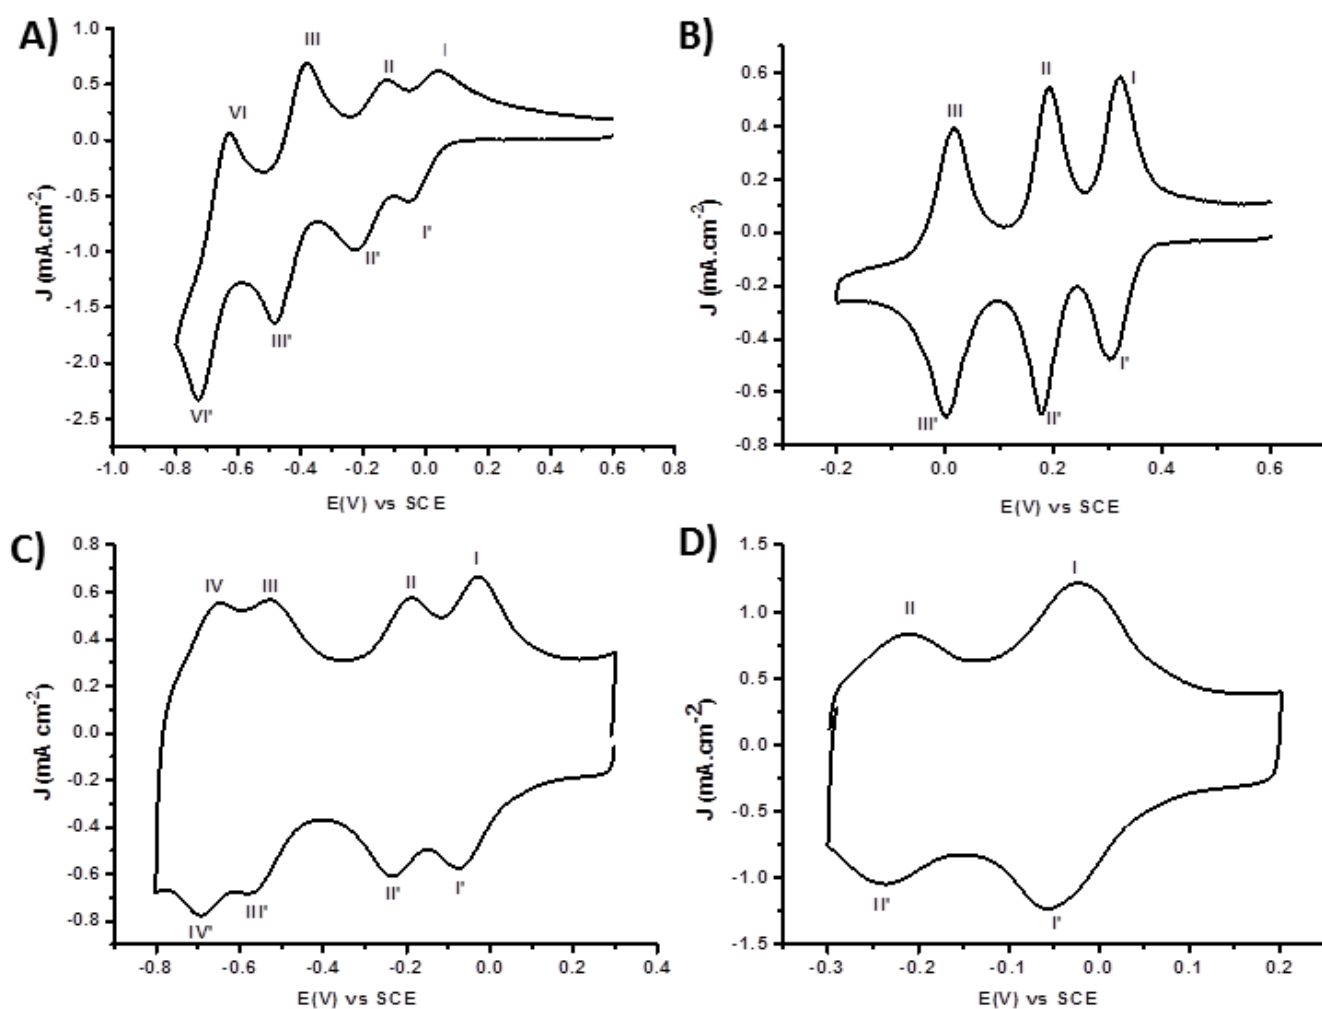 A)
B)
III
II
I
VI
I'
II'
III'
VI'
1.0
0.5
0.0
-0.5
-1.0
-1.5
-2.0
-2.5
J (mA.cm-2)
-1.0 -0.8 -0.6 -0.4 -0.2 0.0 0.2 0.4 0.6 0.8
E(V) vs SCE
III
II
I
III'
II'
I'
0.6
0.4
0.2
0.0
-0.2
-0.4
-0.6
-0.8
J (mA.cm-2)
-0.2 0.0 0.2 0.4 0.6
E(V) vs SCE
C)
D)
IV
III
II
I
IV'
III'
II'
I'
0.8
0.6
0.4
0.2
0.0
-0.2
-0.4
-0.6
-0.8
J (mA cm-2)
-0.8 -0.6 -0.4 -0.2 0.0 0.2 0.4
E(V) vs SCE
II
I
II'
I'
1.5
1.0
0.5
0.0
-0.5
-1.0
-1.5
J (mA.cm-2)
-0.3 -0.2 -0.1 0.0 0.1 0.2
E(V) vs SCE